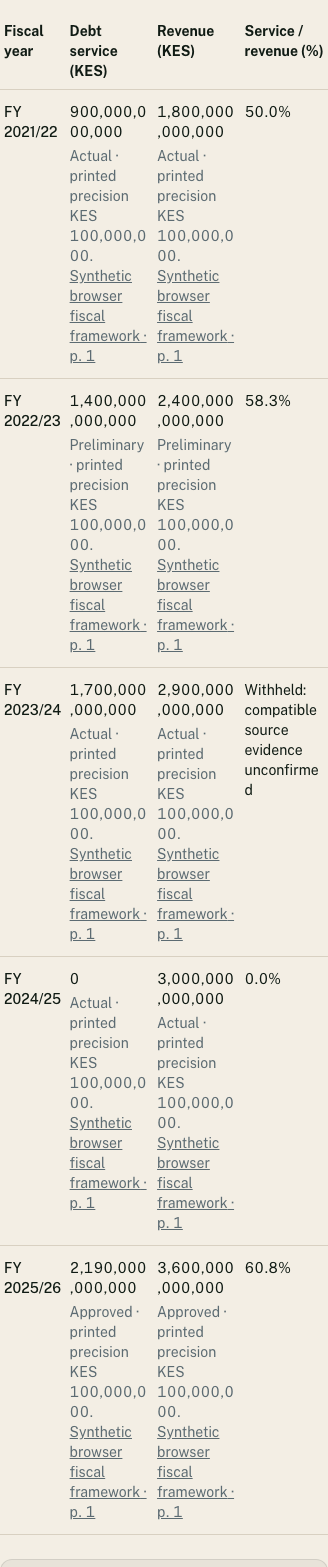 Fiscal year
Debt service (KES)
Revenue (KES)
Service / revenue (%)
FY 2021/22
900,000,000,000
Actual · printed precision KES 100,000,000. Synthetic browser fiscal framework · p. 1
1,800,000,000,000
Actual · printed precision KES 100,000,000. Synthetic browser fiscal framework · p. 1
50.0%
FY 2022/23
1,400,000,000,000
Preliminary · printed precision KES 100,000,000. Synthetic browser fiscal framework · p. 1
2,400,000,000,000
Preliminary · printed precision KES 100,000,000. Synthetic browser fiscal framework · p. 1
58.3%
FY 2023/24
1,700,000,000,000
Actual · printed precision KES 100,000,000. Synthetic browser fiscal framework · p. 1
2,900,000,000,000
Actual · printed precision KES 100,000,000. Synthetic browser fiscal framework · p. 1
Withheld: compatible source evidence unconfirmed
FY 2024/25
0
Actual · printed precision KES 100,000,000. Synthetic browser fiscal framework · p. 1
3,000,000,000,000
Actual · printed precision KES 100,000,000. Synthetic browser fiscal framework · p. 1
0.0%
FY 2025/26
2,190,000,000,000
Approved · printed precision KES 100,000,000. Synthetic browser fiscal framework · p. 1
3,600,000,000,000
Approved · printed precision KES 100,000,000. Synthetic browser fiscal framework · p. 1
60.8%